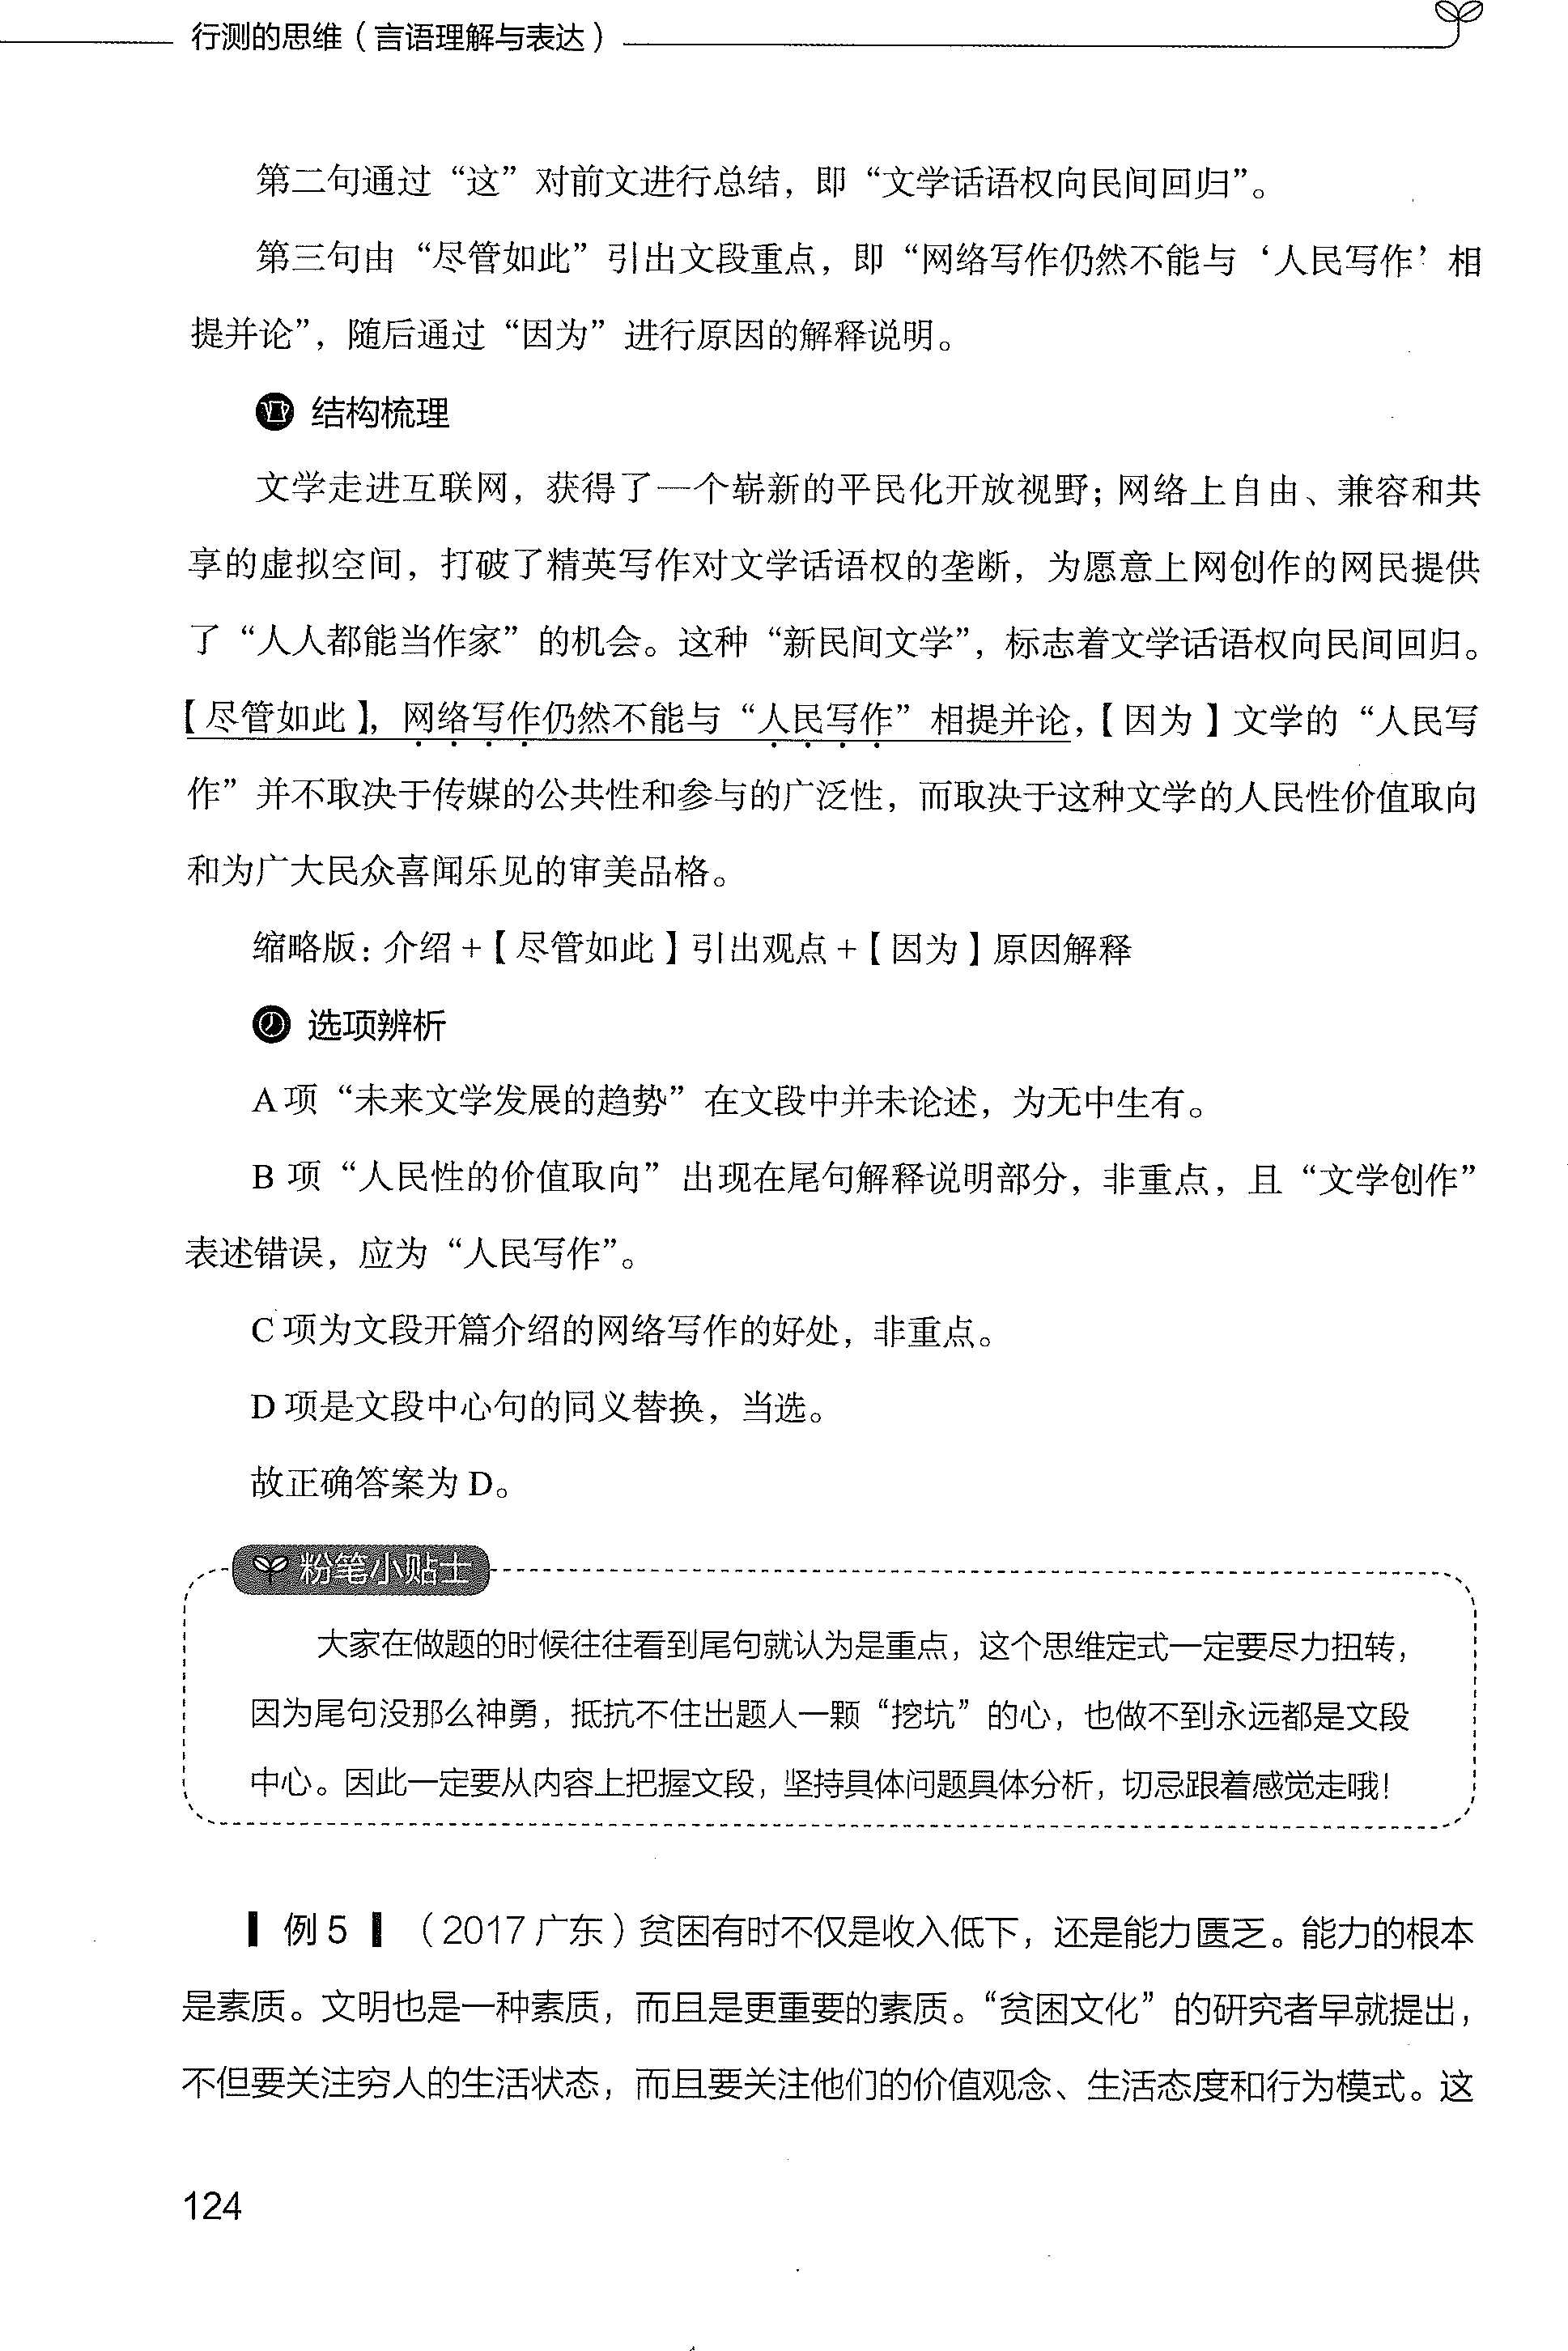 行测的思维（言语理解与表达）
第二句通过“这”对前文进行总结，即“文学话语权向民间回归”。
第三句由“尽管如此”引出文段重点，即“网络写作仍然不能与‘人民写作’相
提并论”，随后通过“因为”进行原因的解释说明。
结构梳理
文学走进互联网，获得了一个崭新的平民化开放视野；网络上自由、兼容和共
享的虚拟空间，打破了精英写作对文学话语权的垄断，为愿意上网创作的网民提供
了“人人都能当作家”的机会。这种“新民间文学”，标志着文学话语权向民间回归。
【尽管如此】，网络写作仍然不能与“人民写作”相提并论，【因为】文学的“人民写
作”并不取决于传媒的公共性和参与的广泛性，而取决于这种文学的人民性价值取向
和为广大民众喜闻乐见的审美品格。
缩略版：介绍+【尽管如此】引出观点+【因为】原因解释
选项辨析
A项“未来文学发展的趋势”在文段中并未论述，为无中生有。
B 项“人民性的价值取向”出现在尾句解释说明部分，非重点，且“文学创作”
表述错误，应为“人民写作”。
C项为文段开篇介绍的网络写作的好处，非重点。
D 项是文段中心句的同义替换，当选。
故正确答案为 D。
粉笔小贴士
大家在做题的时候往往看到尾句就认为是重点，这个思维定式一定要尽力扭转，
因为尾句没那么神勇，抵抗不住出题人一颗“挖坑”的心，也做不到永远都是文段
中心。因此一定要从内容上把握文段，坚持具体问题具体分析，切忌跟着感觉走哦！
例 5 （2017 广东）贫困有时不仅是收入低下，还是能力匮乏。能力的根本
是素质。文明也是一种素质，而且是更重要的素质。“贫困文化”的研究者早就提出，
不但要关注穷人的生活状态，而且要关注他们的价值观念、生活态度和行为模式。这
124